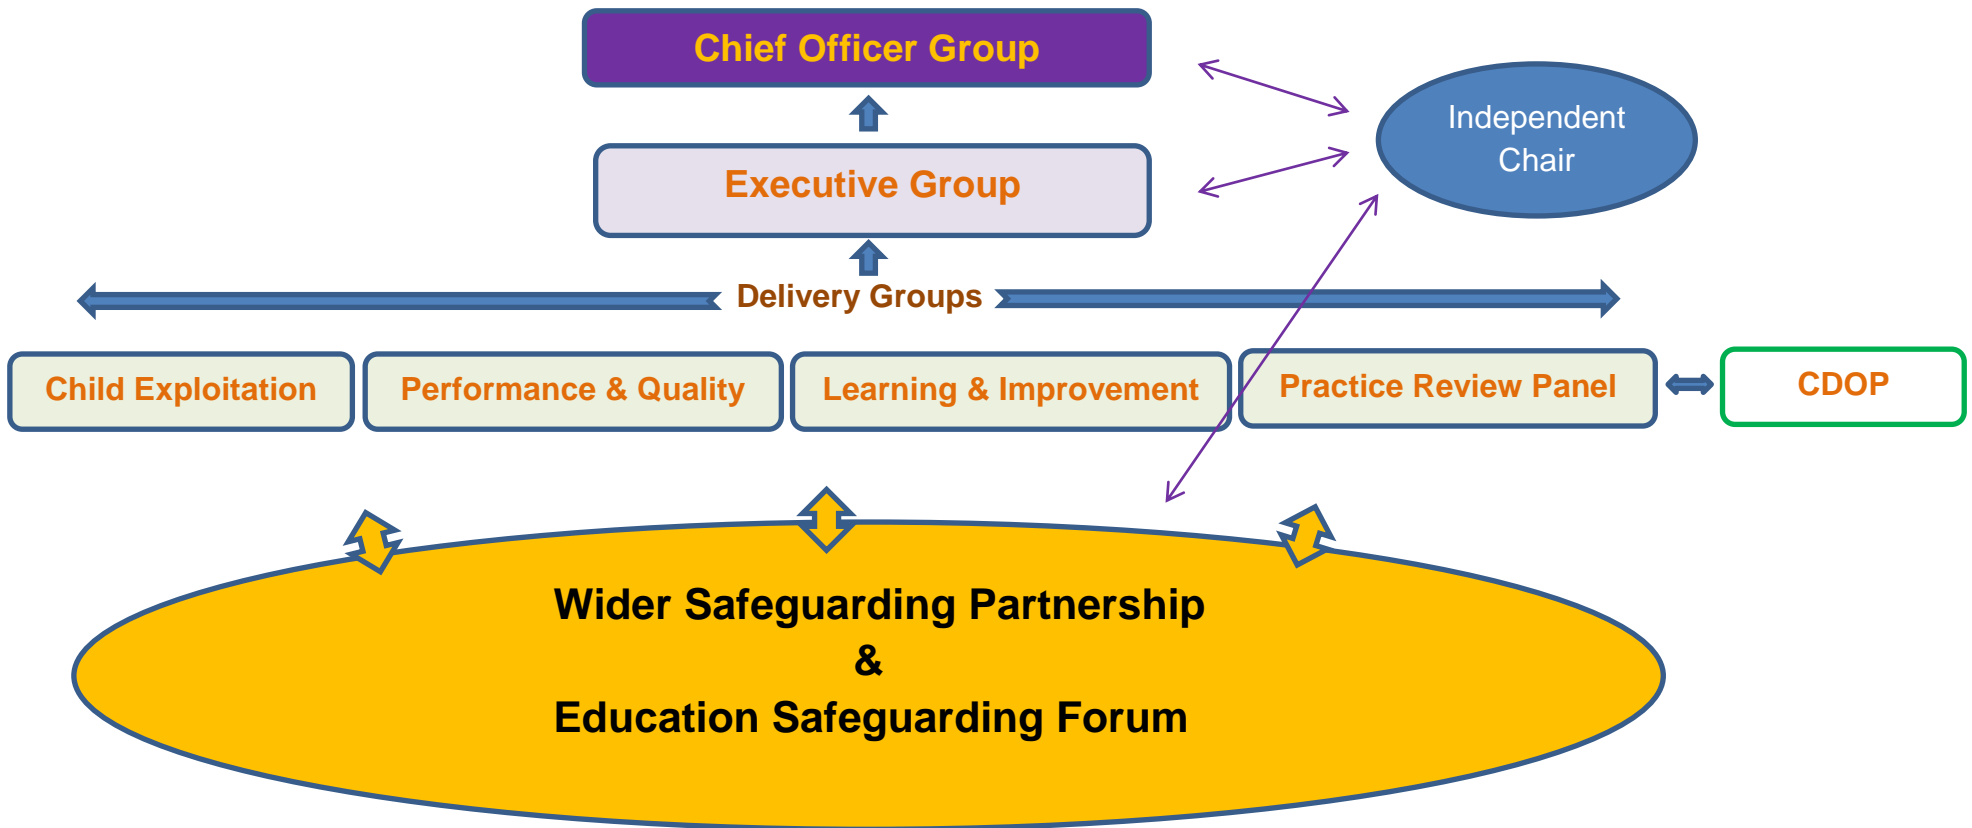 Chief Officer Group
Independent
Chair
Executive Group
Delivery Groups
Child Exploitation
Performance & Quality
Learning & Improvement
Practice Review Panel
CDOP
Wider Safeguarding Partnership
&
Education Safeguarding Forum